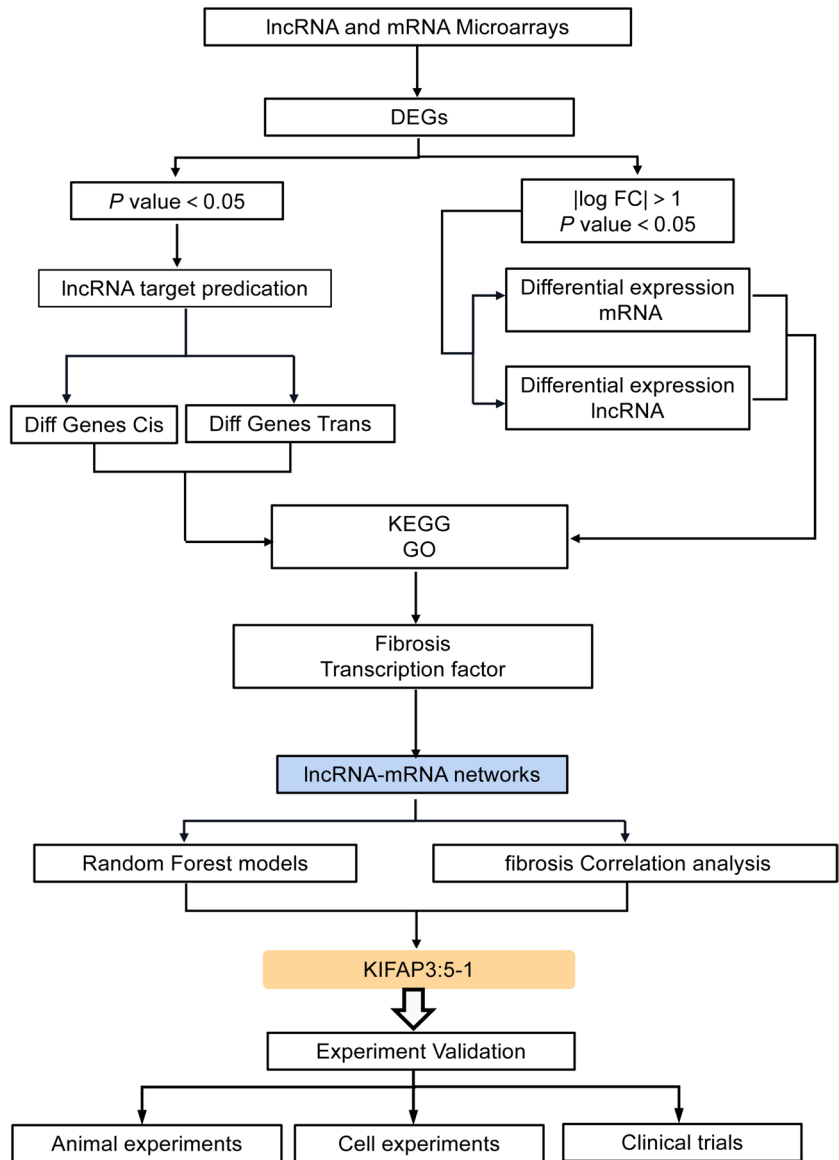 lncRNA and mRNA Microarrays
DEGs
P value < 0.05
|log FC| > 1
P value < 0.05
lncRNA target predication
Differential expression
mRNA
Differential expression
lncRNA
Diff Genes Cis
Diff Genes Trans
KEGG
GO
Fibrosis
Transcription factor
lncRNA-mRNA networks
Random Forest models
fibrosis Correlation analysis
KIFAP3:5-1
Experiment Validation
Animal experiments
Cell experiments
Clinical trials